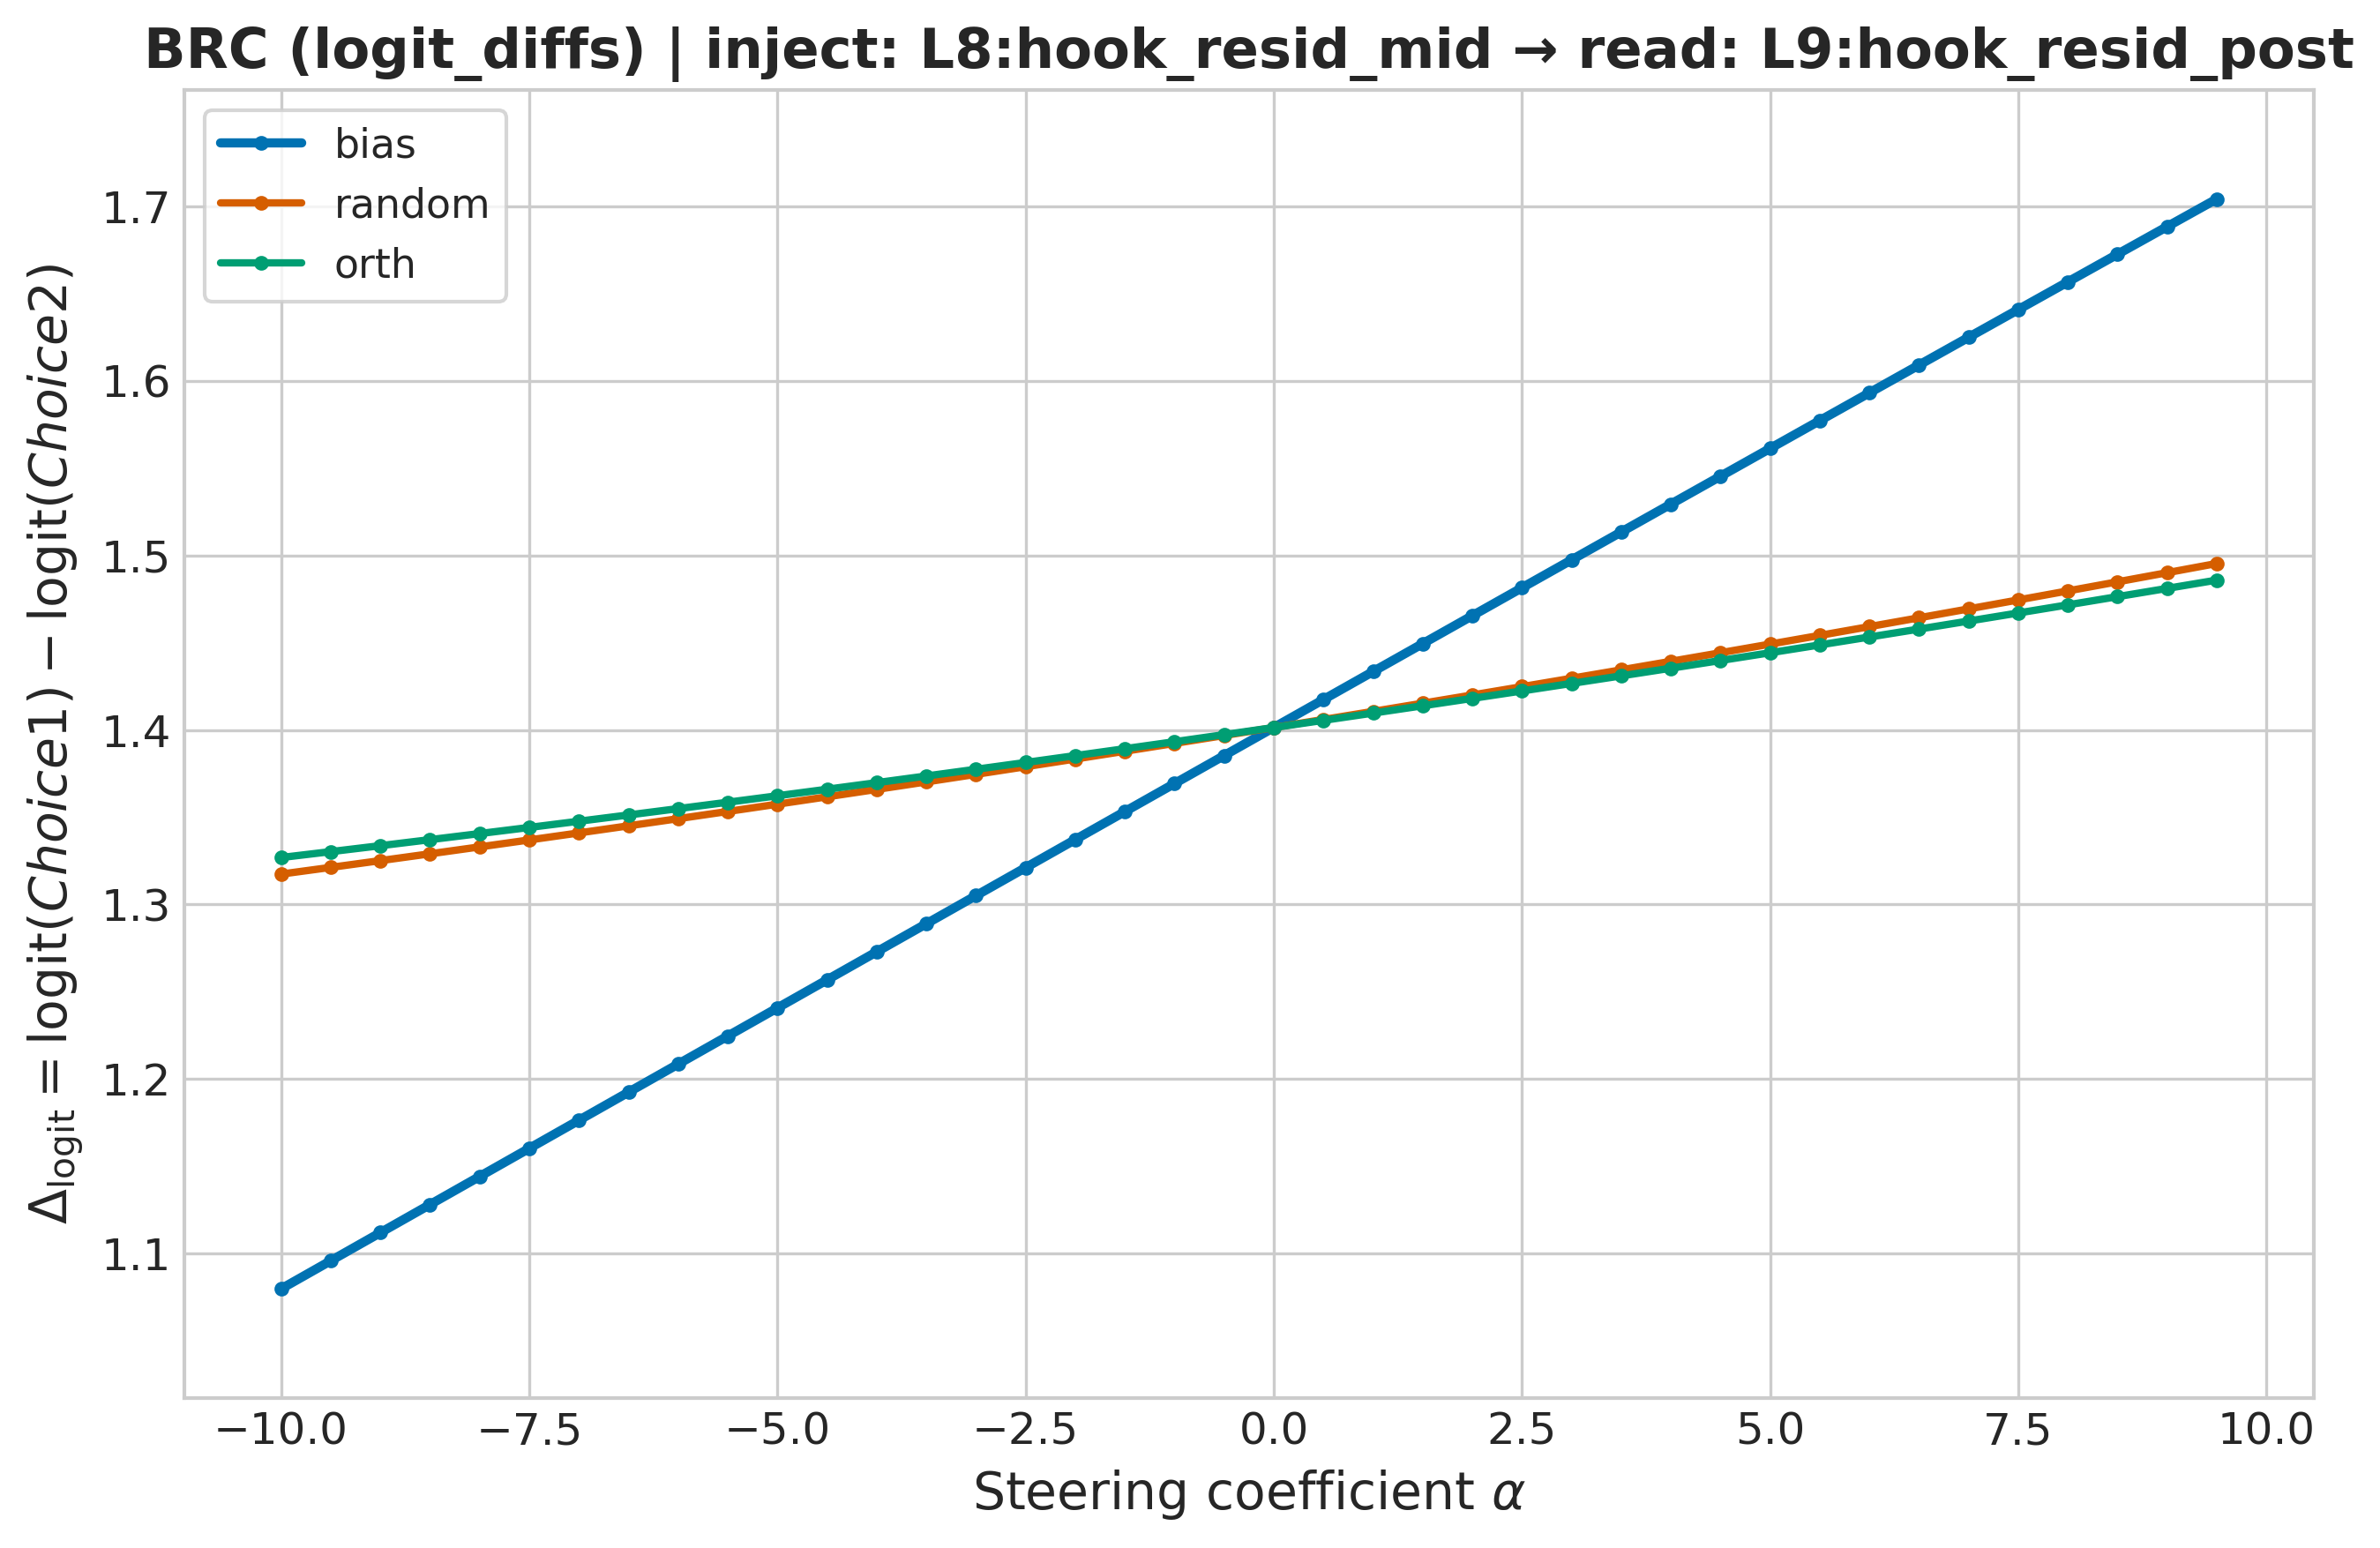 BRC (logit_diffs) | inject: L8:hook_resid_mid → read: L9:hook_resid_post
bias
random
orth
Δlogit = logit(Choice1) − logit(Choice2)
1.7
1.6
1.5
1.4
1.3
1.2
1.1
−10.0 −7.5 −5.0 −2.5 0.0 2.5 5.0 7.5 10.0
Steering coefficient α